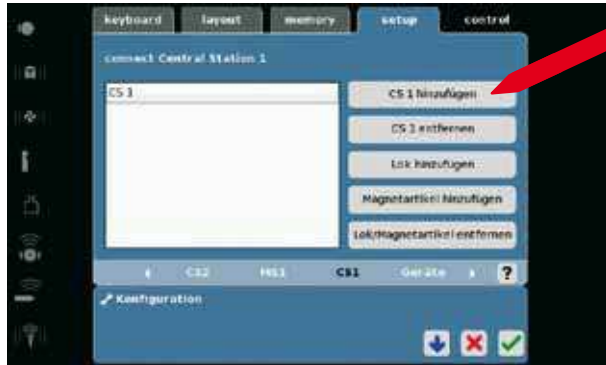 keyboard layout memory setup control
connect Central Station 1
CS 1
CS 1 hinzufügen
CS 1 entfernen
Lok hinzufügen
Magnetartikel hinzufügen
Lok/Magnetartikel entfernen
CS2 MS1 CS1 Geräte ?
Konfiguration